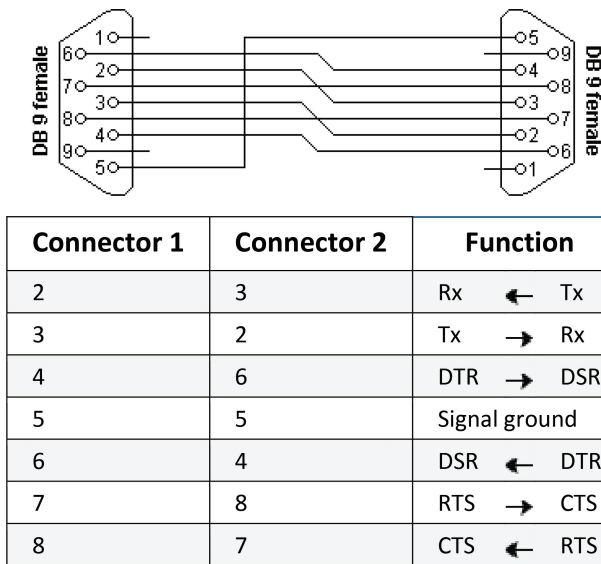 DB 9 female
1
6
2
7
3
8
4
9
5
5
9
4
8
3
7
2
6
1
DB 9 female
Connector 1 Connector 2 Function
2 3 Rx ← Tx
3 2 Tx → Rx
4 6 DTR → DSR
5 5 Signal ground
6 4 DSR ← DTR
7 8 RTS → CTS
8 7 CTS ← RTS